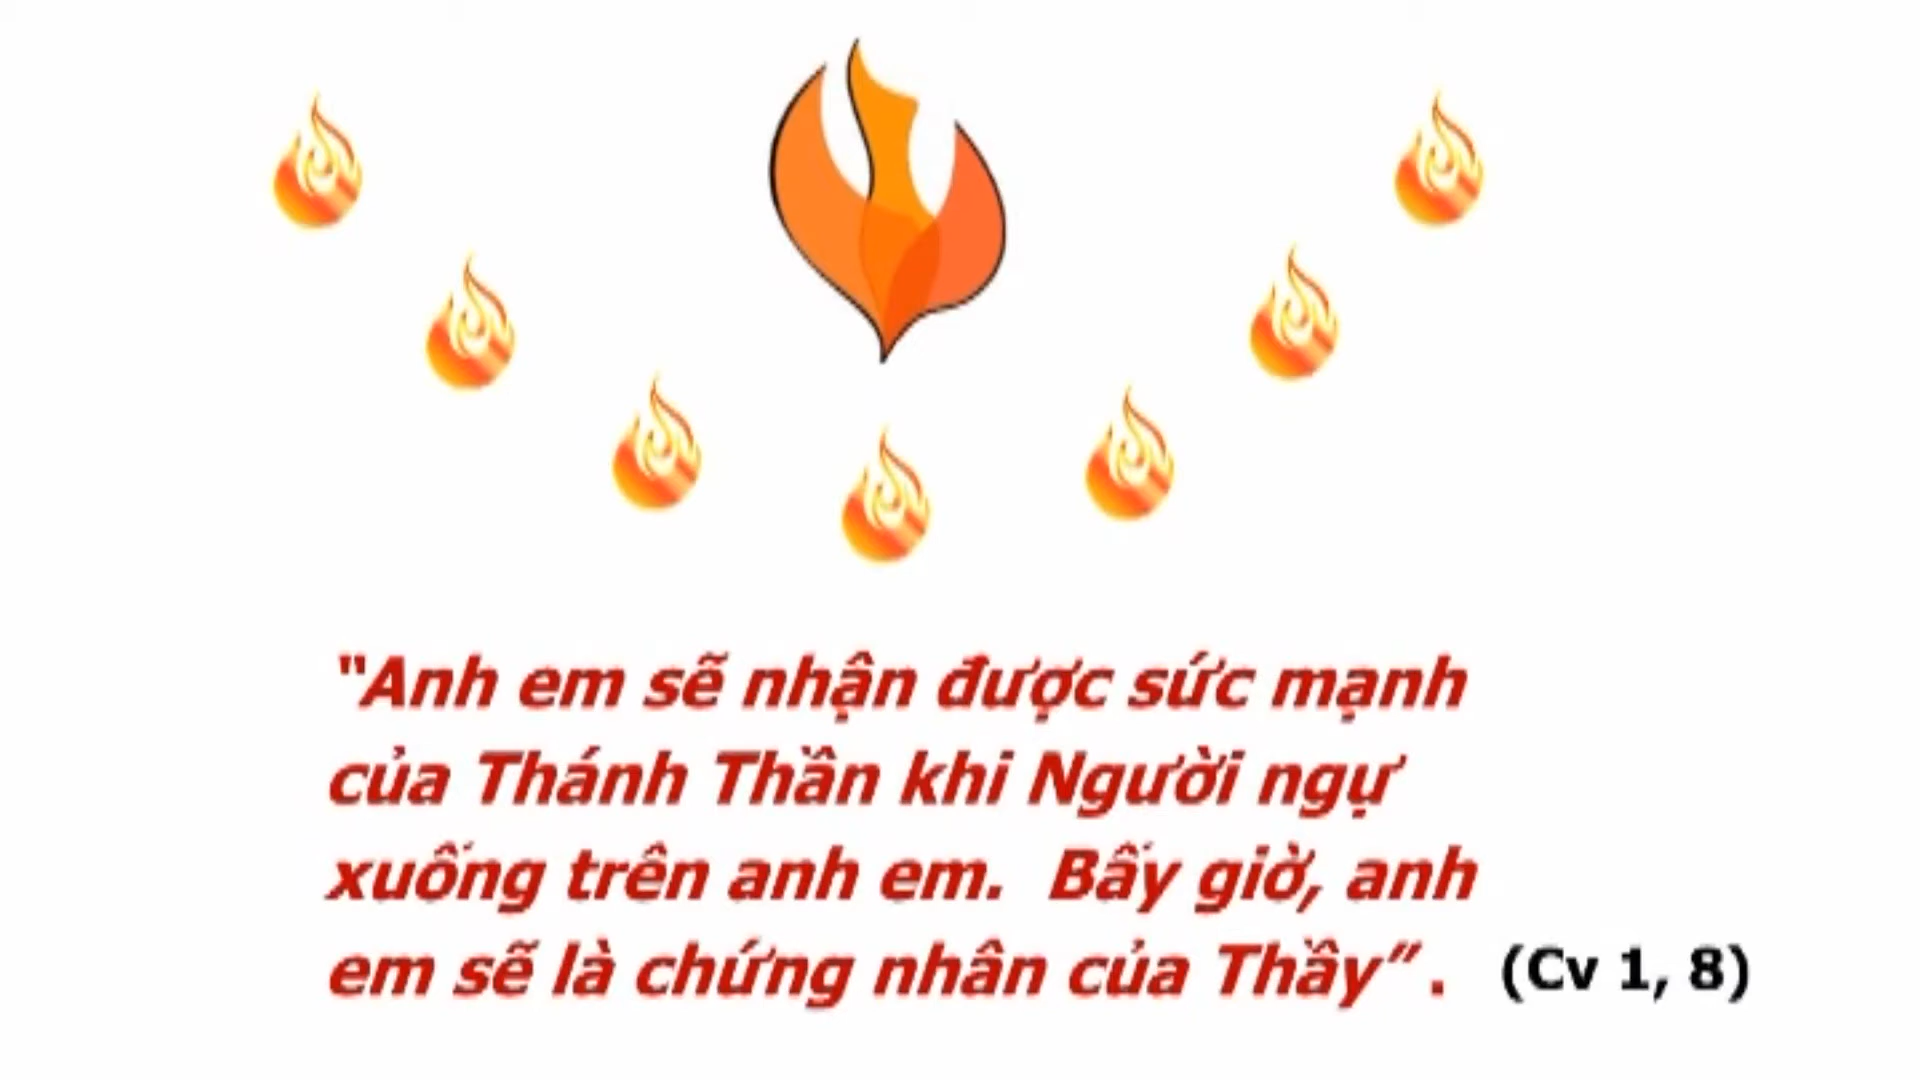 “Anh em sẽ nhận được sức mạnh
của Thánh Thần khi Người ngự
xuống trên anh em.  Bấy giờ, anh
em sẽ là chứng nhân của Thầy” . (Cv 1, 8)